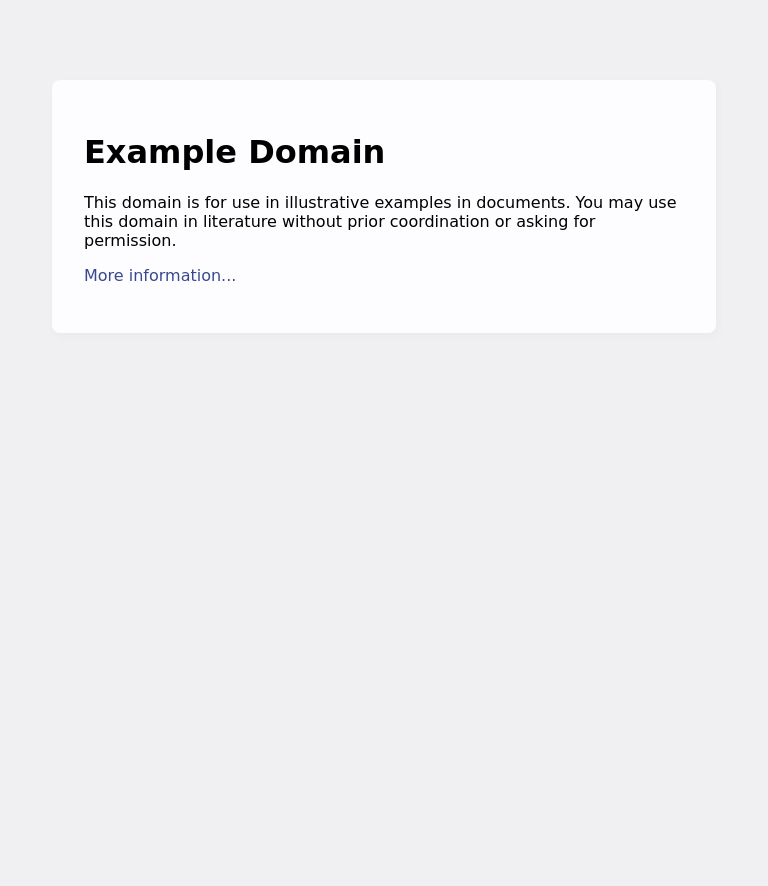 Example Domain
This domain is for use in illustrative examples in documents. You may use
this domain in literature without prior coordination or asking for
permission.
More information...